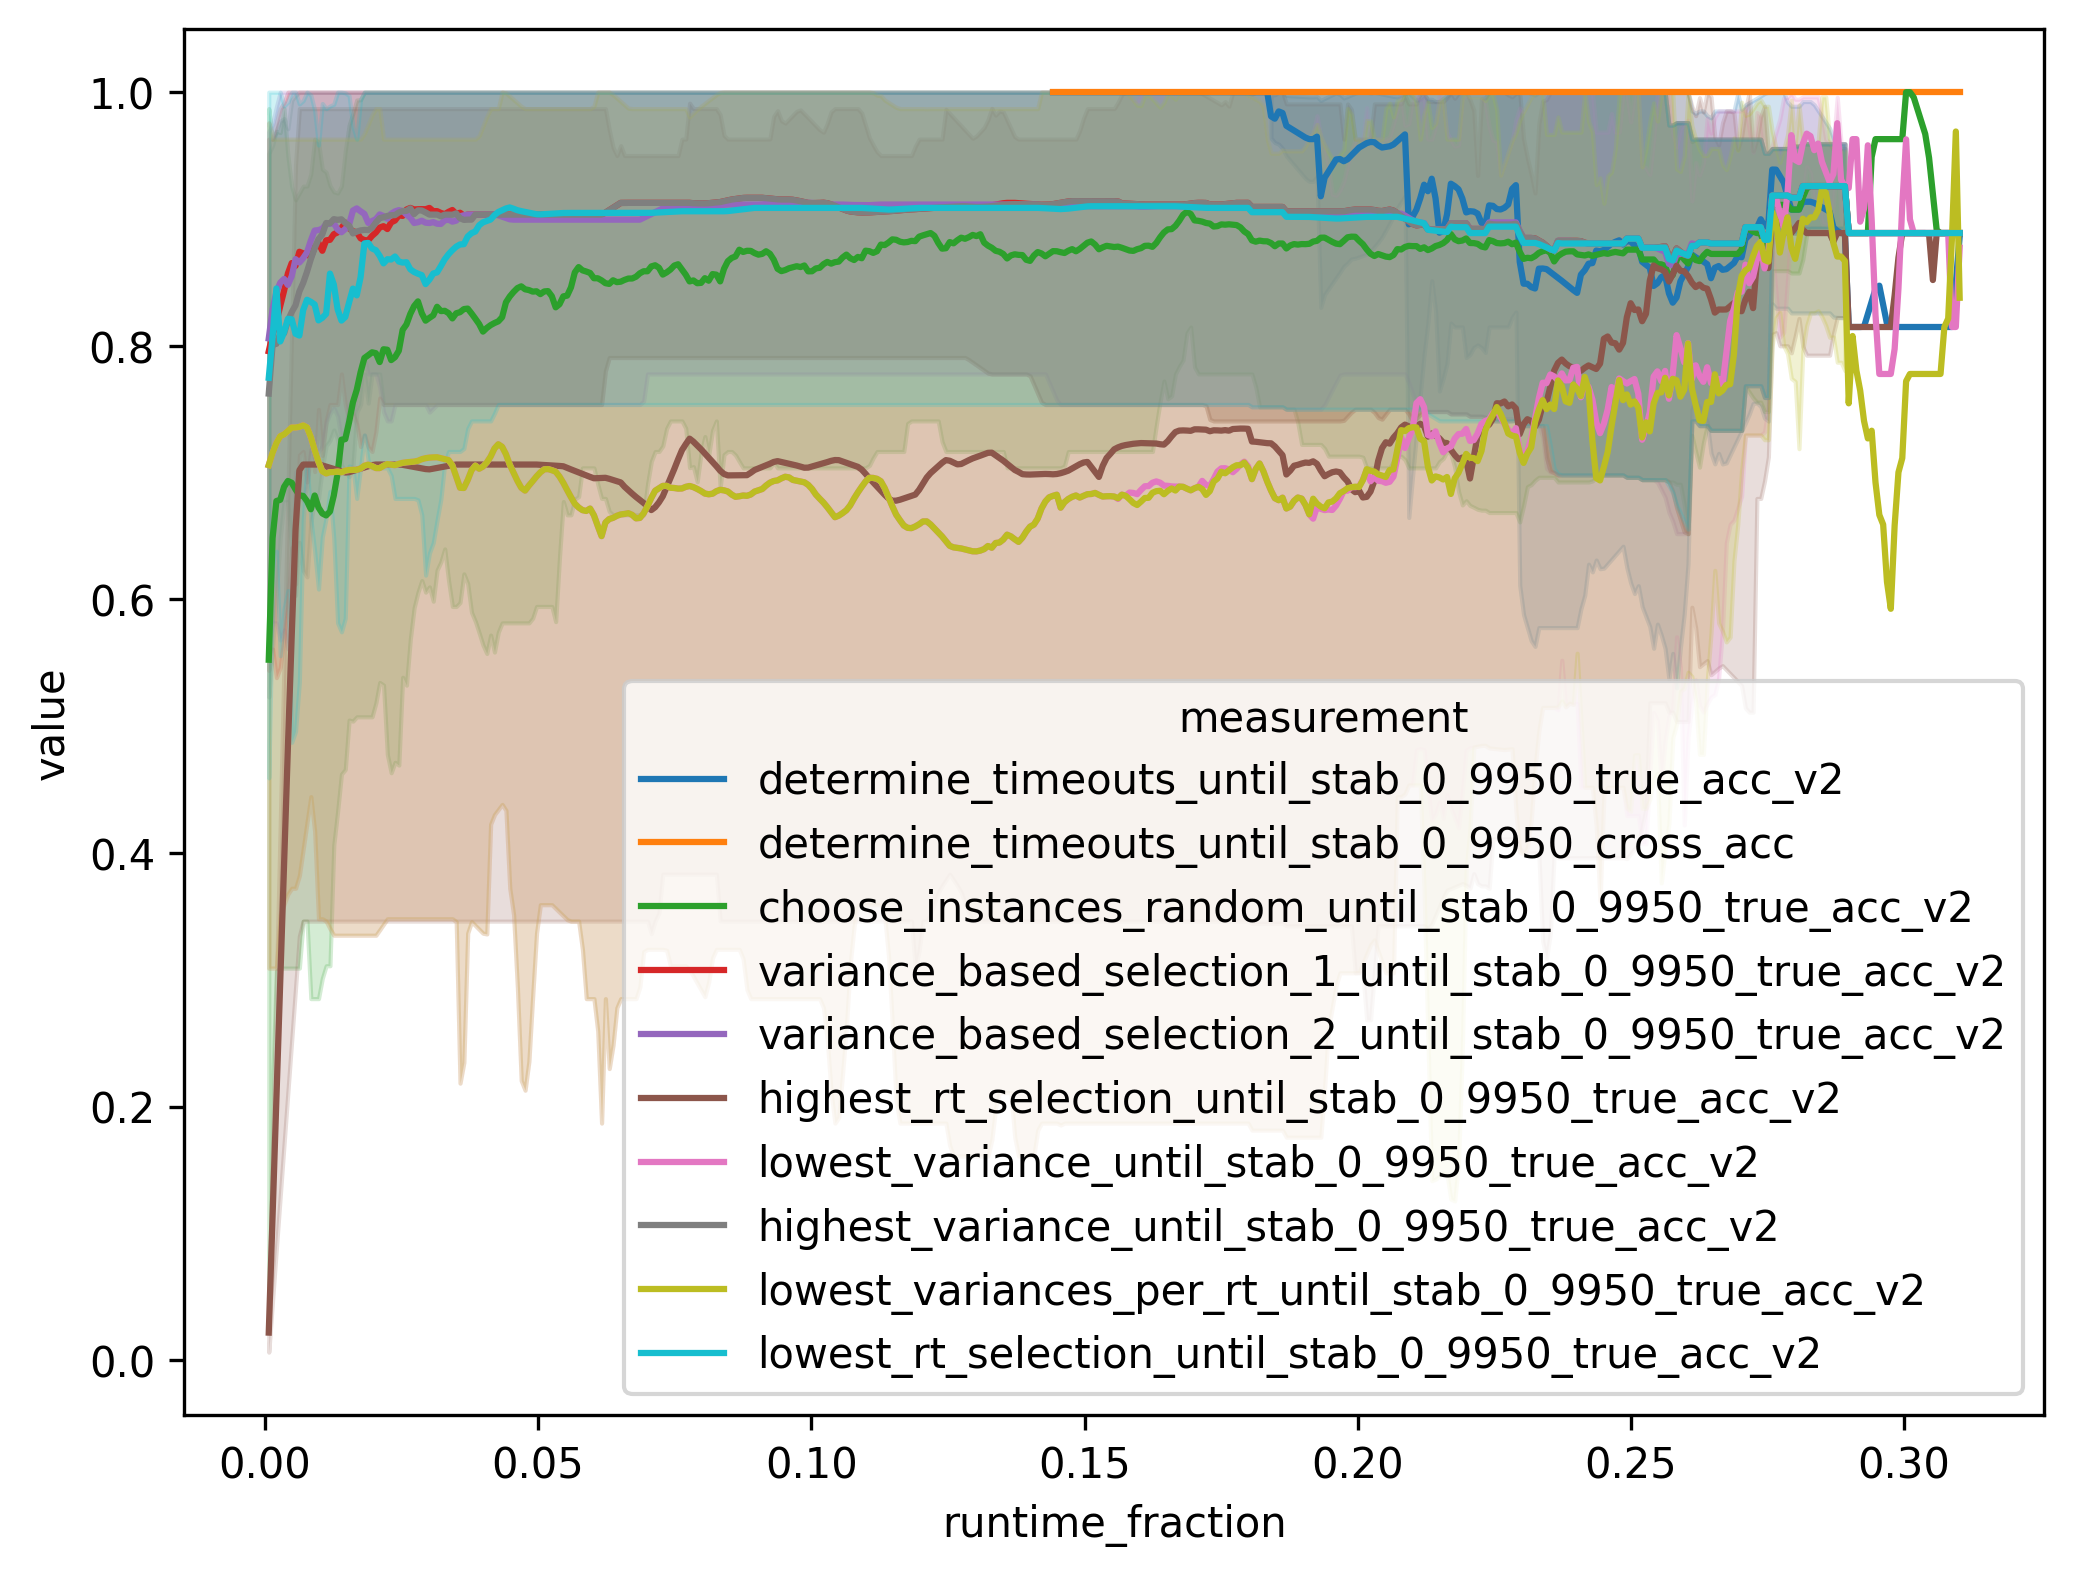 1.0
0.8
0.6
0.4
0.2
0.0
value
measurement
determine_timeouts_until_stab_0_9950_true_acc_v2
determine_timeouts_until_stab_0_9950_cross_acc
choose_instances_random_until_stab_0_9950_true_acc_v2
variance_based_selection_1_until_stab_0_9950_true_acc_v2
variance_based_selection_2_until_stab_0_9950_true_acc_v2
highest_rt_selection_until_stab_0_9950_true_acc_v2
lowest_variance_until_stab_0_9950_true_acc_v2
highest_variance_until_stab_0_9950_true_acc_v2
lowest_variances_per_rt_until_stab_0_9950_true_acc_v2
lowest_rt_selection_until_stab_0_9950_true_acc_v2
0.00 0.05 0.10 0.15 0.20 0.25 0.30
runtime_fraction